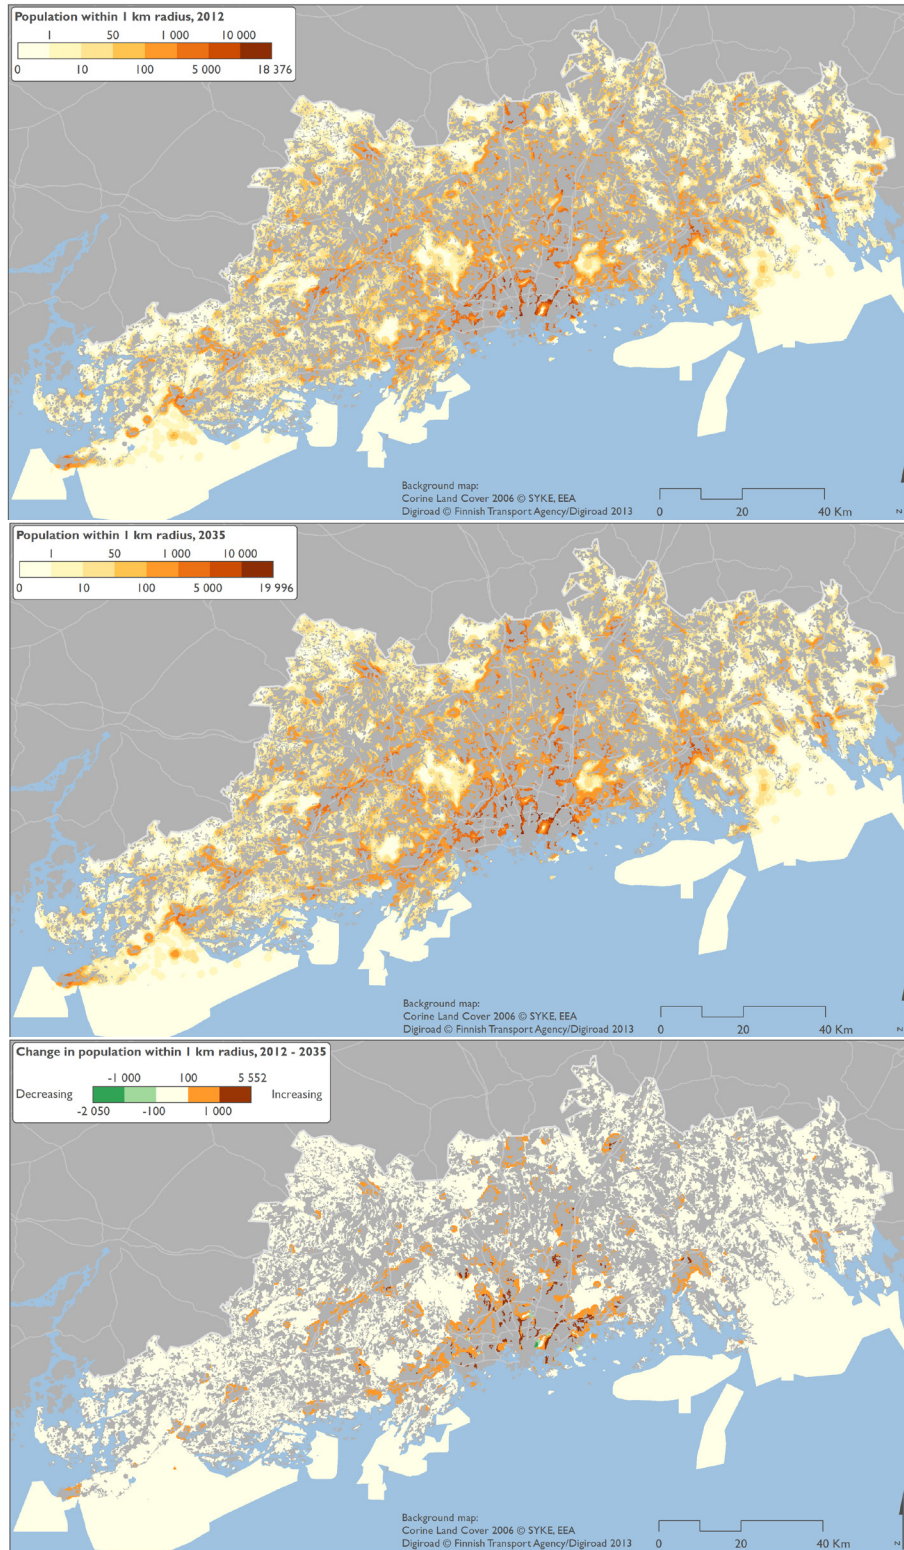 Population within 1 km radius, 2012
1 50 1 000 10 000
0 10 100 5 000 18 376
Background map:
Corine Land Cover 2006 © SYKE, EEA
Digiroad © Finnish Transport Agency/Digiroad 2013
0 20 40 Km
N
Population within 1 km radius, 2035
1 50 1 000 10 000
0 10 100 5 000 19 996
Background map:
Corine Land Cover 2006 © SYKE, EEA
Digiroad © Finnish Transport Agency/Digiroad 2013
0 20 40 Km
N
Change in population within 1 km radius, 2012 - 2035
-1 000 100 5 552
Decreasing Increasing
-2 050 -100 1 000
Background map:
Corine Land Cover 2006 © SYKE, EEA
Digiroad © Finnish Transport Agency/Digiroad 2013
0 20 40 Km
N